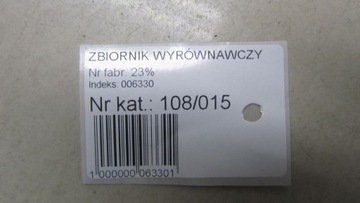 ZBIORNIK WYRÓWNAWCZY
Nr fabr. 23%
Indeks: 006330
Nr kat.: 108/015
1 000000 063301